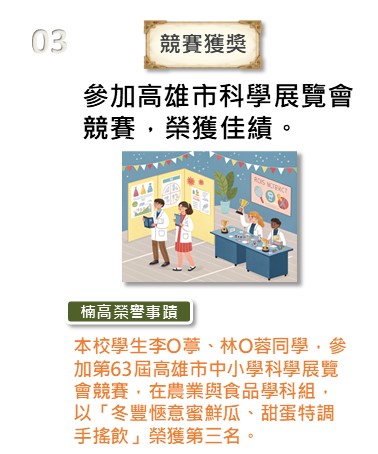 03
競賽獲獎
參加高雄市科學展覽會
競賽，榮獲佳績。
楠高榮譽事蹟
本校學生李O葶、林O蓉同學，參
加第63屆高雄市中小學科學展覽
會競賽，在農業與食品學科組，
以「冬豐愜意蜜鮮瓜、甜蛋特調
手搖飲」榮獲第三名。